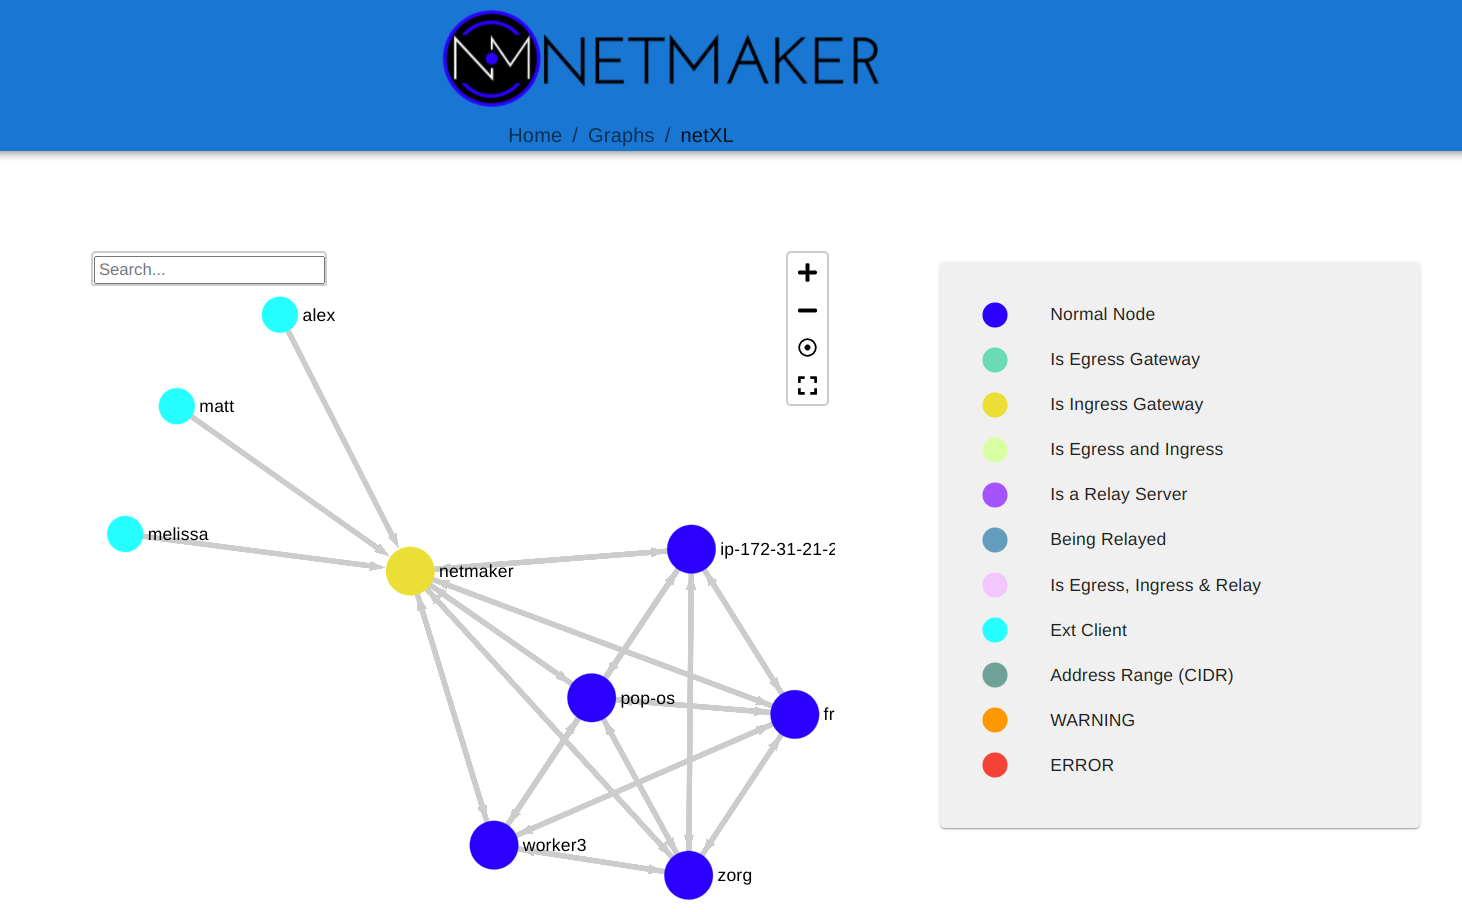 NM NETMAKER
Home / Graphs / netXL
Search...
alex
matt
melissa
netmaker
ip-172-31-21-2
pop-os
fr
worker3
zorg
Normal Node
Is Egress Gateway
Is Ingress Gateway
Is Egress and Ingress
Is a Relay Server
Being Relayed
Is Egress, Ingress & Relay
Ext Client
Address Range (CIDR)
WARNING
ERROR